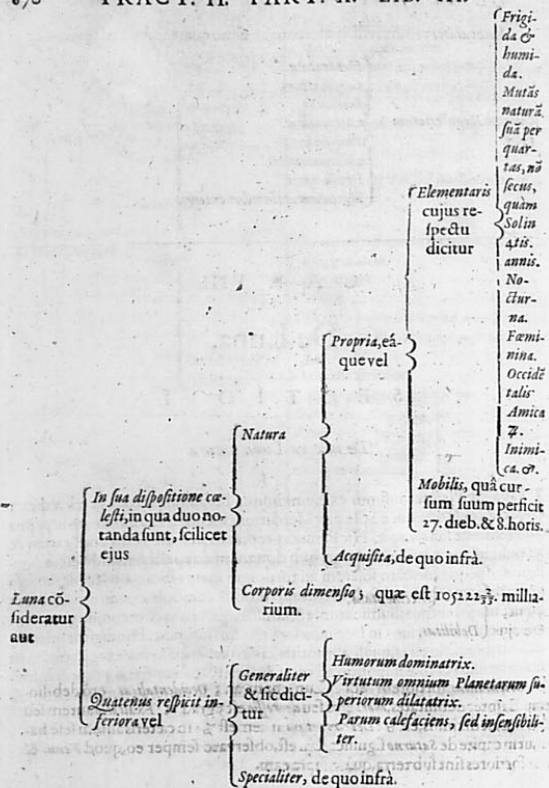 TRACT. II. PART. II. LIB. III.
Frigi-
da &
humi-
da.
Mutās
naturā
suā per
quar-
tas, nō
secus,
quàm
Sol in
4tis.
annis.
No-
ctur-
na.
Fœmi-
nina.
Occidē
talis
Amica
♃.
Inimi-
ca. ♂.
Elementaris
cujus re-
spectu
dicitur
Propria, eá-
que vel
Mobilis, quâ cur-
sum suum perficit
27. dieb. & 8. horis.
Natura
Acquisita, de quo infrà.
In sua dispositione cœ-
lesti, in qua duo no-
tanda sunt, scilicet
ejus
Corporis dimensio; quæ est 105222 2/33. millia-
rium.
Luna cō-
sideratur
aut
Quatenus respicit in-
feriora vel
Generaliter
& sic dici-
tur
Humorum dominatrix.
Virtutum omnium Planetarum su-
periorum dilatatrix.
Parum calefaciens, sed insensibili-
ter.
Specialiter, de quo infrà.